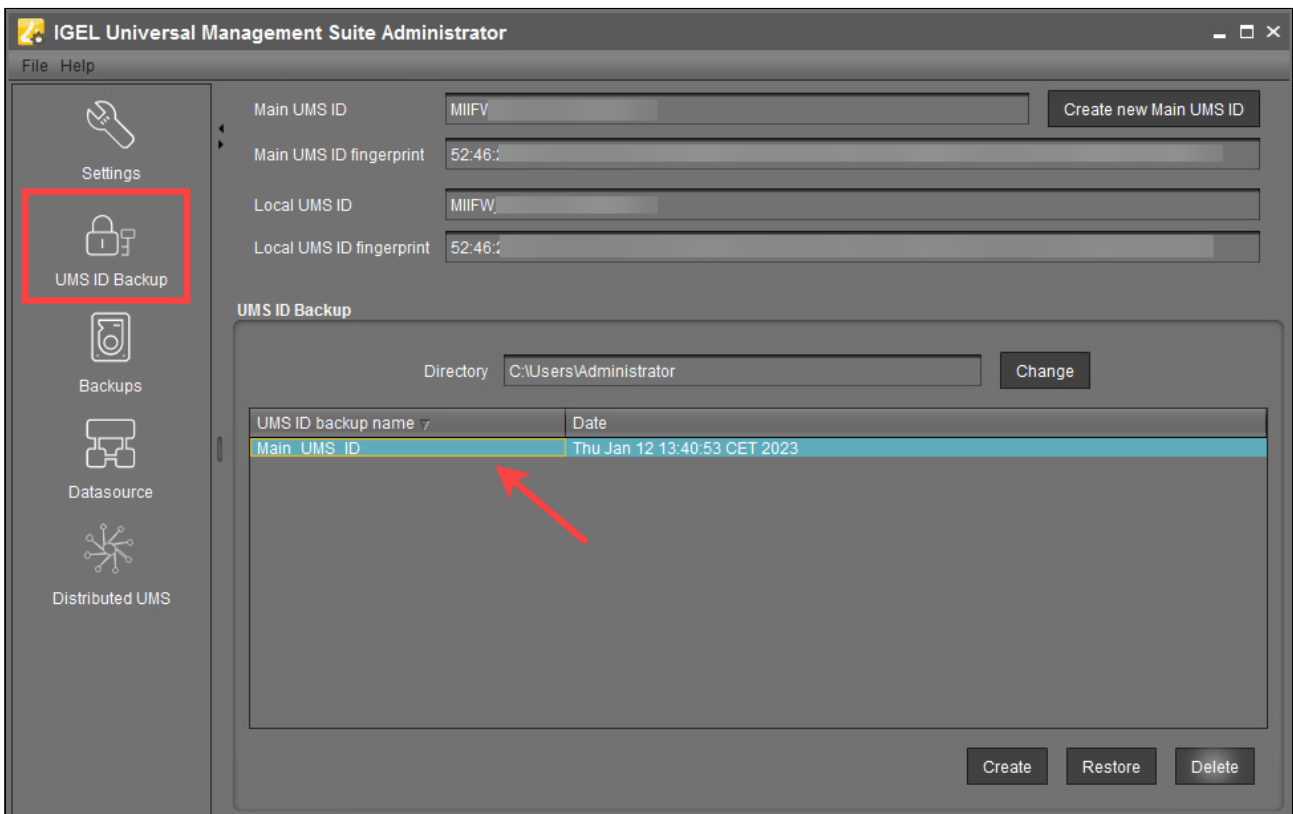 IGEL Universal Management Suite Administrator
File Help
Settings
UMS ID Backup
Backups
Datasource
Distributed UMS
Main UMS ID MIIFV Create new Main UMS ID
Main UMS ID fingerprint 52:46:
Local UMS ID MIIFW
Local UMS ID fingerprint 52:46:
UMS ID Backup
Directory C:\Users\Administrator Change
UMS ID backup name Date
Main_UMS_ID Thu Jan 12 13:40:53 CET 2023
Create Restore Delete